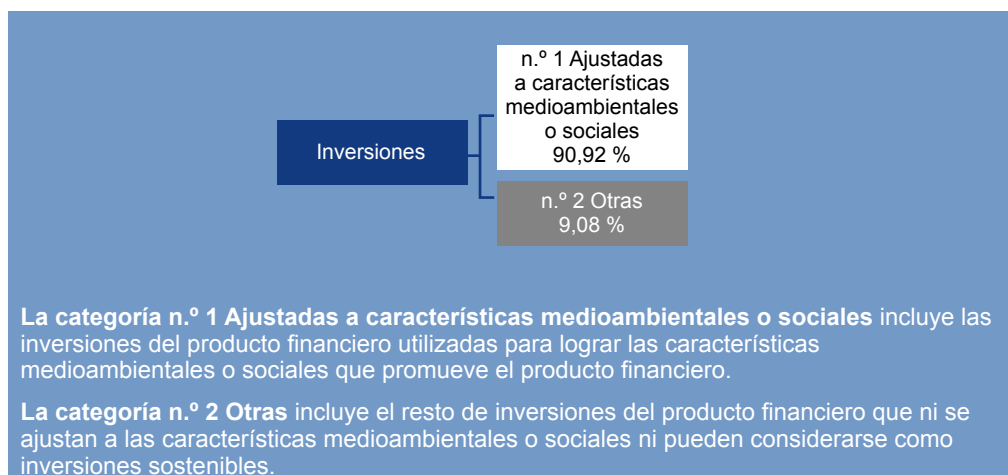 n.º 1 Ajustadas
a características
medioambientales
o sociales
90,92 %
Inversiones
n.º 2 Otras
9,08 %
La categoría n.º 1 Ajustadas a características medioambientales o sociales incluye las
inversiones del producto financiero utilizadas para lograr las características
medioambientales o sociales que promueve el producto financiero.
La categoría n.º 2 Otras incluye el resto de inversiones del producto financiero que ni se
ajustan a las características medioambientales o sociales ni pueden considerarse como
inversiones sostenibles.